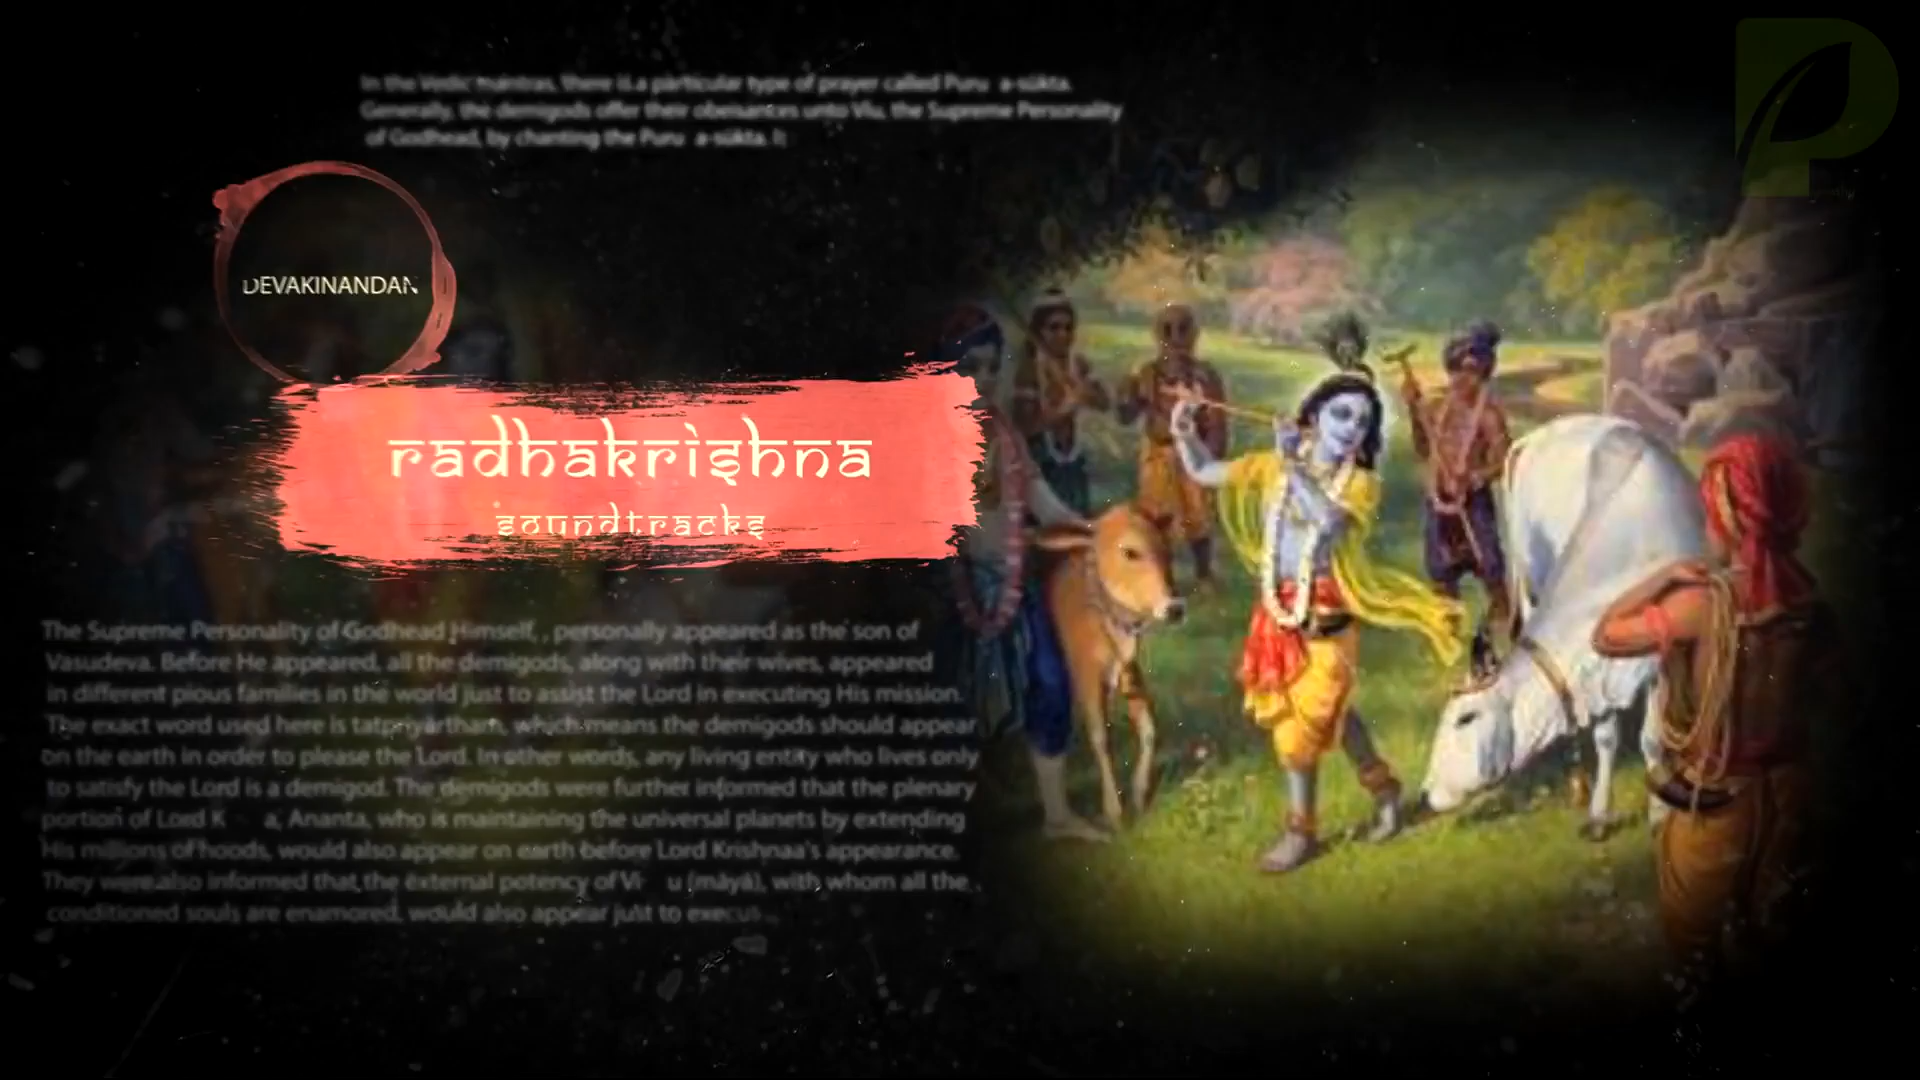 In the Vedic mantras, there is a particular type of prayer called Puru a-sūkta.
Generally, the demigods offer their obeisances unto Viu, the Supreme Personality
of Godhead, by chanting the Puru a-sūkta. I
DEVAKINANDAN
radhakrishna
soundtracks
The Supreme Personality of Godhead Himself, , personally appeared as the son of
Vasudeva. Before He appeared, all the demigods, along with their wives, appeared
in different pious families in the world just to assist the Lord in executing His mission.
The exact word used here is tatpriyārtham, which means the demigods should appear
on the earth in order to please the Lord. In other words, any living entity who lives only
to satisfy the Lord is a demigod. The demigods were further informed that the plenary
portion of Lord K a, Ananta, who is maintaining the universal planets by extending
His millions of hoods, would also appear on earth before Lord Krishnaa's appearance.
They were also informed that the external potency of Vi u (māyā), with whom all the
conditioned souls are enamored, would also appear just to execut